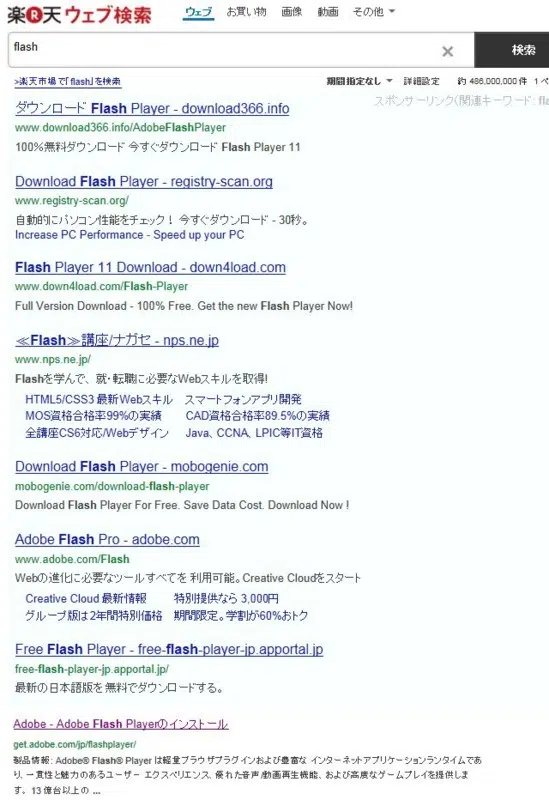 楽天ウェブ検索 ウェブ お買い物 画像 動画 その他
flash 検索
>楽天市場で「flash」を検索 期間指定なし 詳細設定 約 486,000,000 件 1 ペ
スポンサーリンク(関連キーワード: fla
ダウンロード Flash Player - download366.info
www.download366.info/AdobeFlashPlayer
100%無料ダウンロード 今すぐダウンロード Flash Player 11
Download Flash Player - registry-scan.org
www.registry-scan.org/
自動的にパソコン性能をチェック! 今すぐダウンロード - 30秒。
Increase PC Performance - Speed up your PC
Flash Player 11 Download - down4load.com
www.down4load.com/Flash-Player
Full Version Download - 100% Free. Get the new Flash Player Now!
≪Flash≫講座/ナガセ - nps.ne.jp
www.nps.ne.jp/
Flashを学んで、就・転職に必要なWebスキルを取得!
HTML5/CSS3 最新Webスキル スマートフォンアプリ開発
MOS資格合格率99%の実績 CAD資格合格率89.5%の実績
全講座CS6対応/Webデザイン Java、CCNA、LPIC等IT資格
Download Flash Player - mobogenie.com
mobogenie.com/download-flash-player
Download Flash Player For Free. Save Data Cost. Download Now !
Adobe Flash Pro - adobe.com
www.adobe.com/Flash
Webの進化に必要なツールすべてを 利用可能。Creative Cloudをスタート
Creative Cloud 最新情報 特別提供なら 3,000円
グループ版は2年間特別価格 期間限定。学割が60%おトク
Free Flash Player - free-flash-player-jp.apportal.jp
free-flash-player-jp.apportal.jp/
最新の日本語版を無料でダウンロードする。
Adobe - Adobe Flash Playerのインストール
get.adobe.com/jp/flashplayer/
製品情報: Adobe® Flash® Player は軽量ブラウザプラグインおよび豊富な インターネットアプリケーションランタイムであ
り、一貫性と魅力のあるユーザー エクスペリエンス、優れた音声/動画再生機能、および高度なゲームプレイを提供しま
す。 13 億台以上の ...